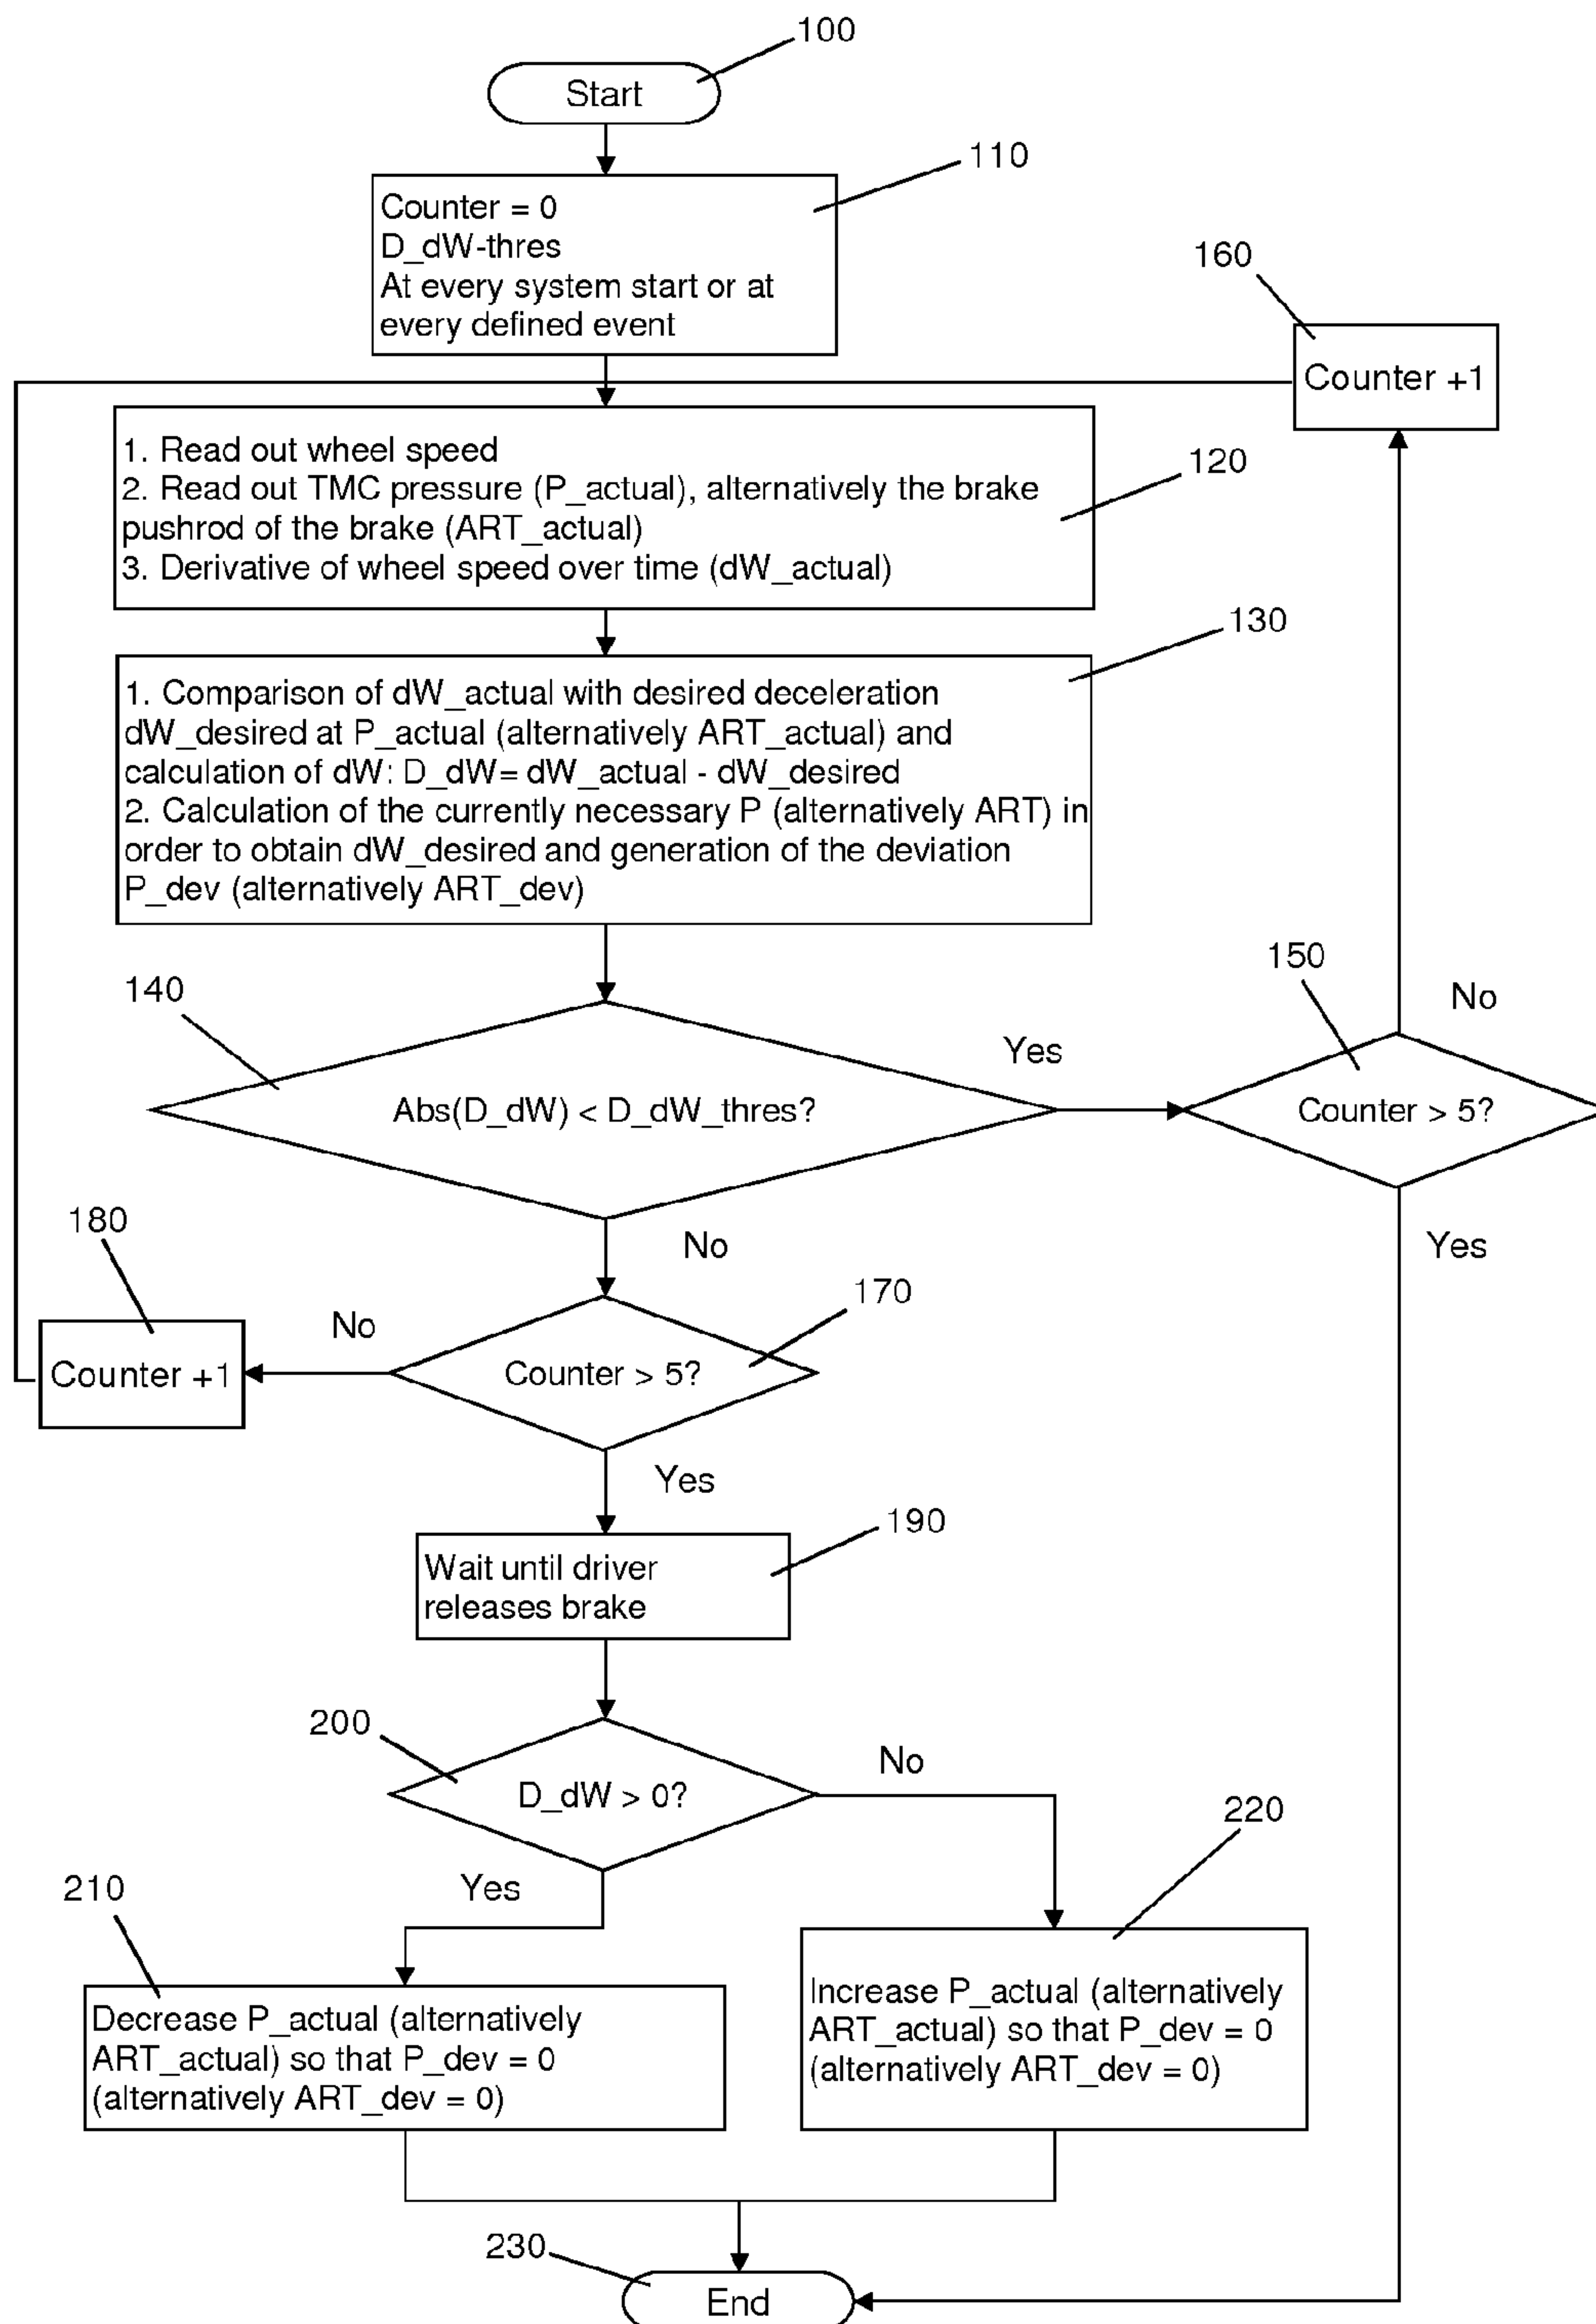 100
Start
110
Counter = 0
D_dW-thres
At every system start or at
every defined event
160
Counter +1
1. Read out wheel speed
2. Read out TMC pressure (P_actual), alternatively the brake
pushrod of the brake (ART_actual)
3. Derivative of wheel speed over time (dW_actual)
120
130
1. Comparison of dW_actual with desired deceleration
dW_desired at P_actual (alternatively ART_actual) and
calculation of dW: D_dW= dW_actual - dW_desired
2. Calculation of the currently necessary P (alternatively ART) in
order to obtain dW_desired and generation of the deviation
P_dev (alternatively ART_dev)
140
Abs(D_dW) < D_dW_thres?
Yes
150
No
Counter > 5?
Yes
No
180
Counter +1
No
170
Counter > 5?
Yes
190
Wait until driver
releases brake
200
D_dW > 0?
No
Yes
210
Decrease P_actual (alternatively
ART_actual) so that P_dev = 0
(alternatively ART_dev = 0)
220
Increase P_actual (alternatively
ART_actual) so that P_dev = 0
(alternatively ART_dev = 0)
230
End